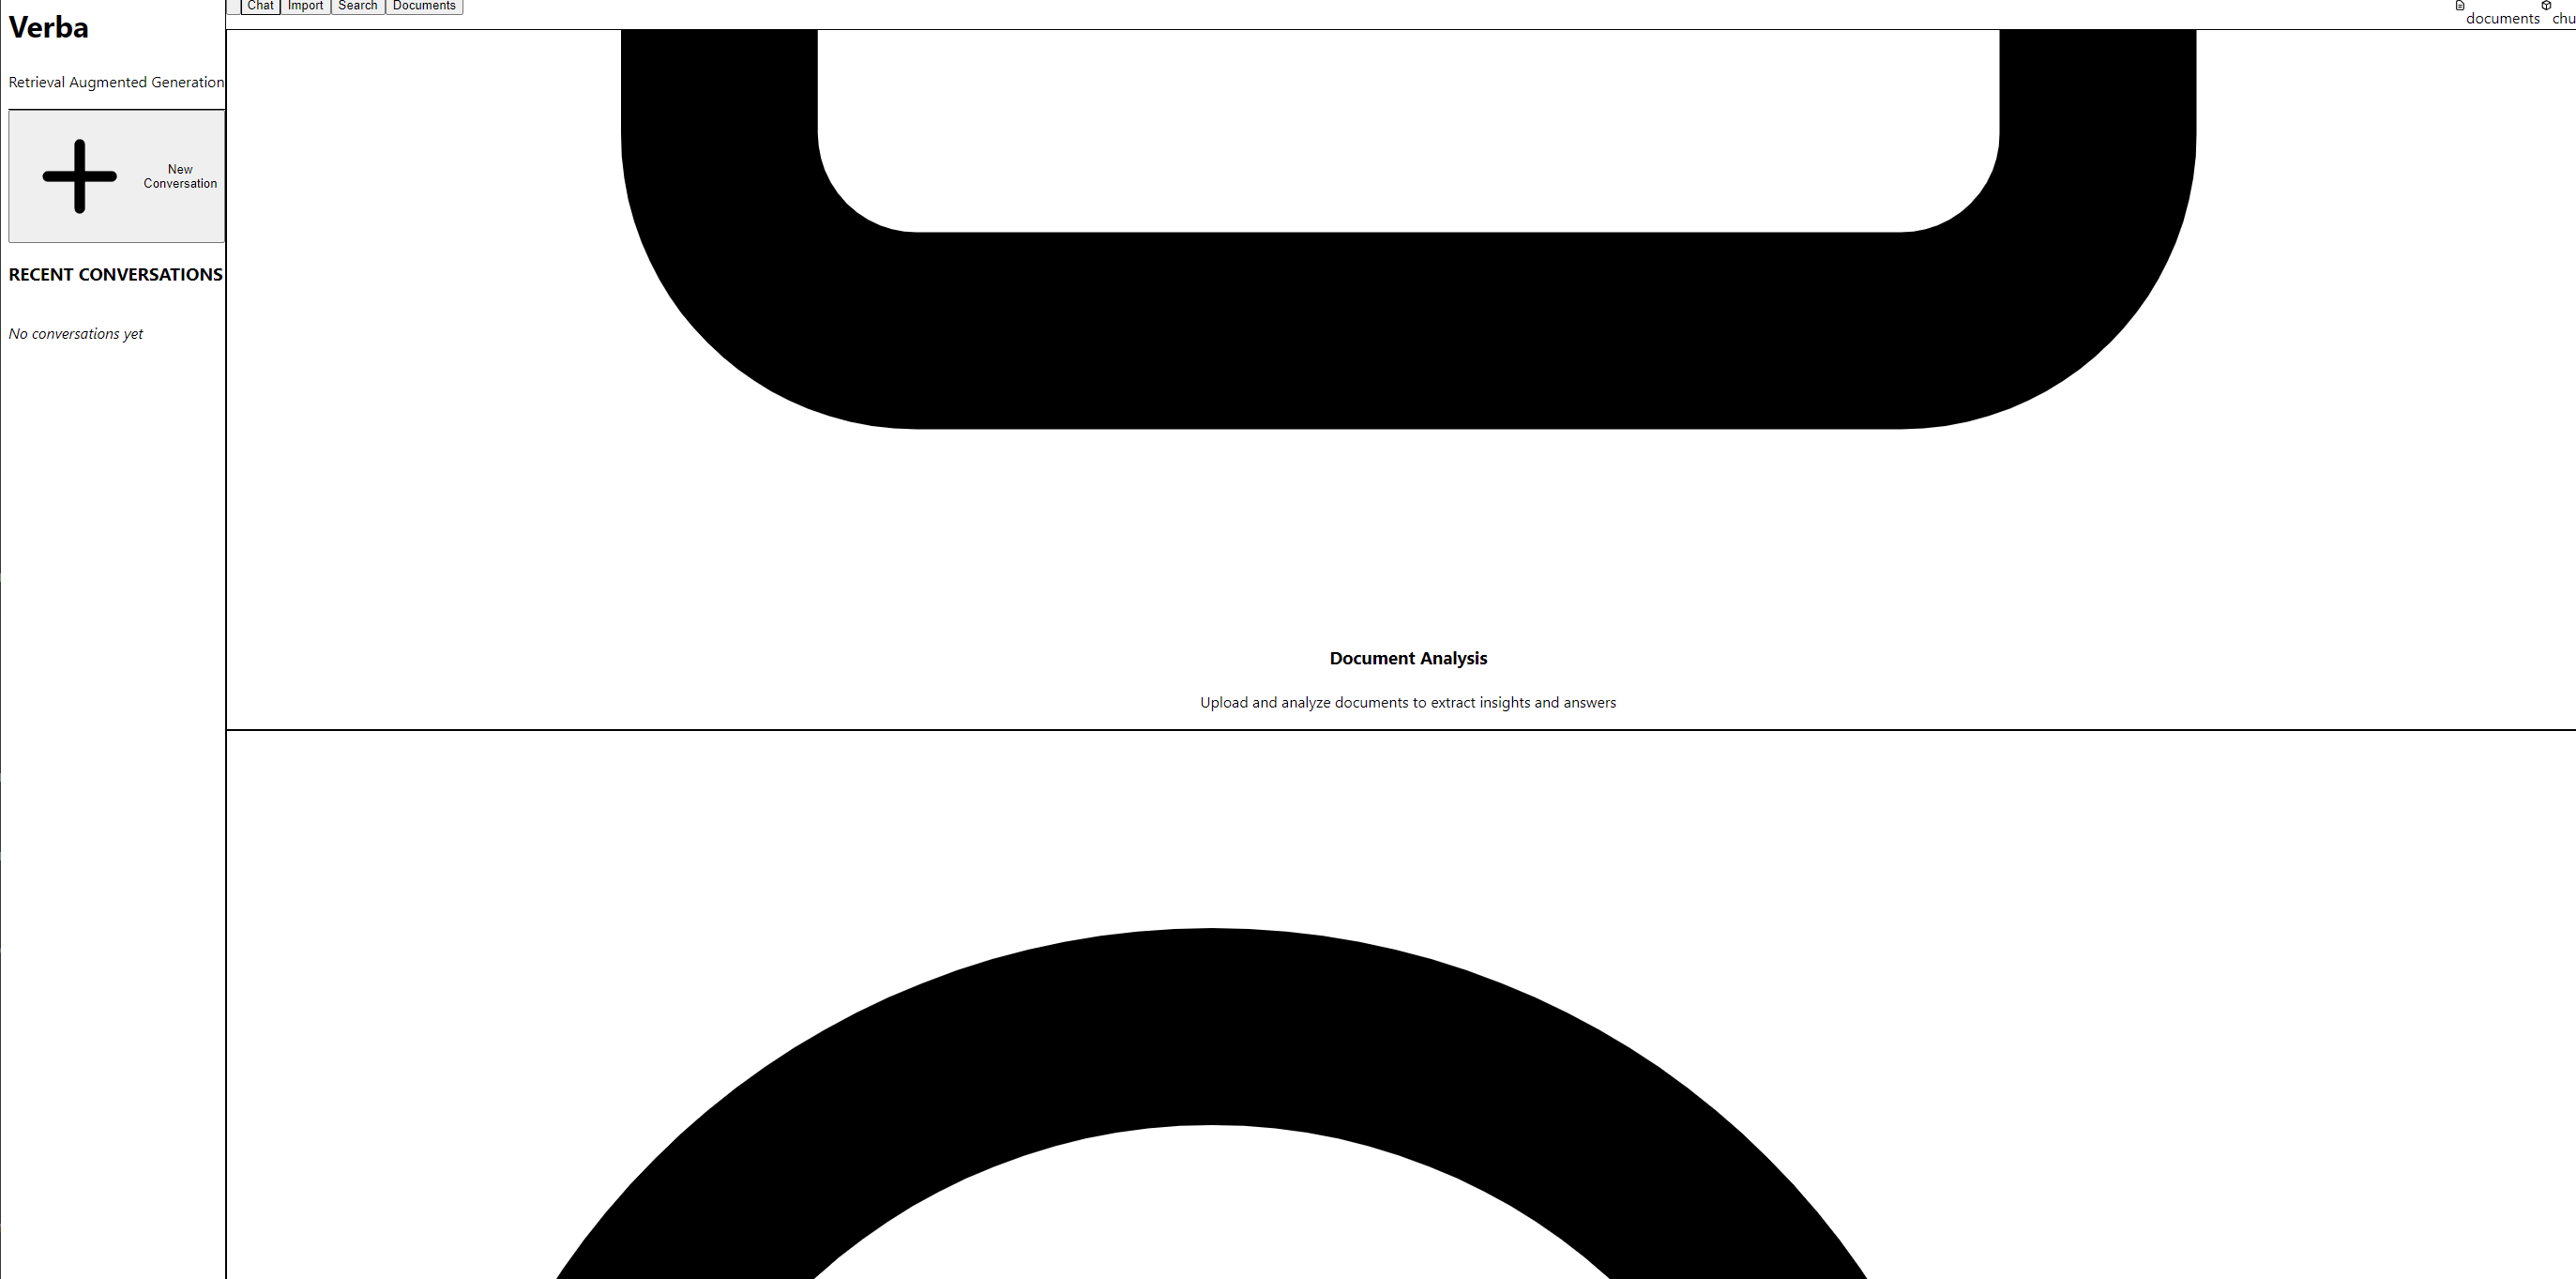 Verba
Retrieval Augmented Generation
New
Conversation
RECENT CONVERSATIONS
No conversations yet
Chat
Import
Search
Documents
documents
chu
Document Analysis
Upload and analyze documents to extract insights and answers